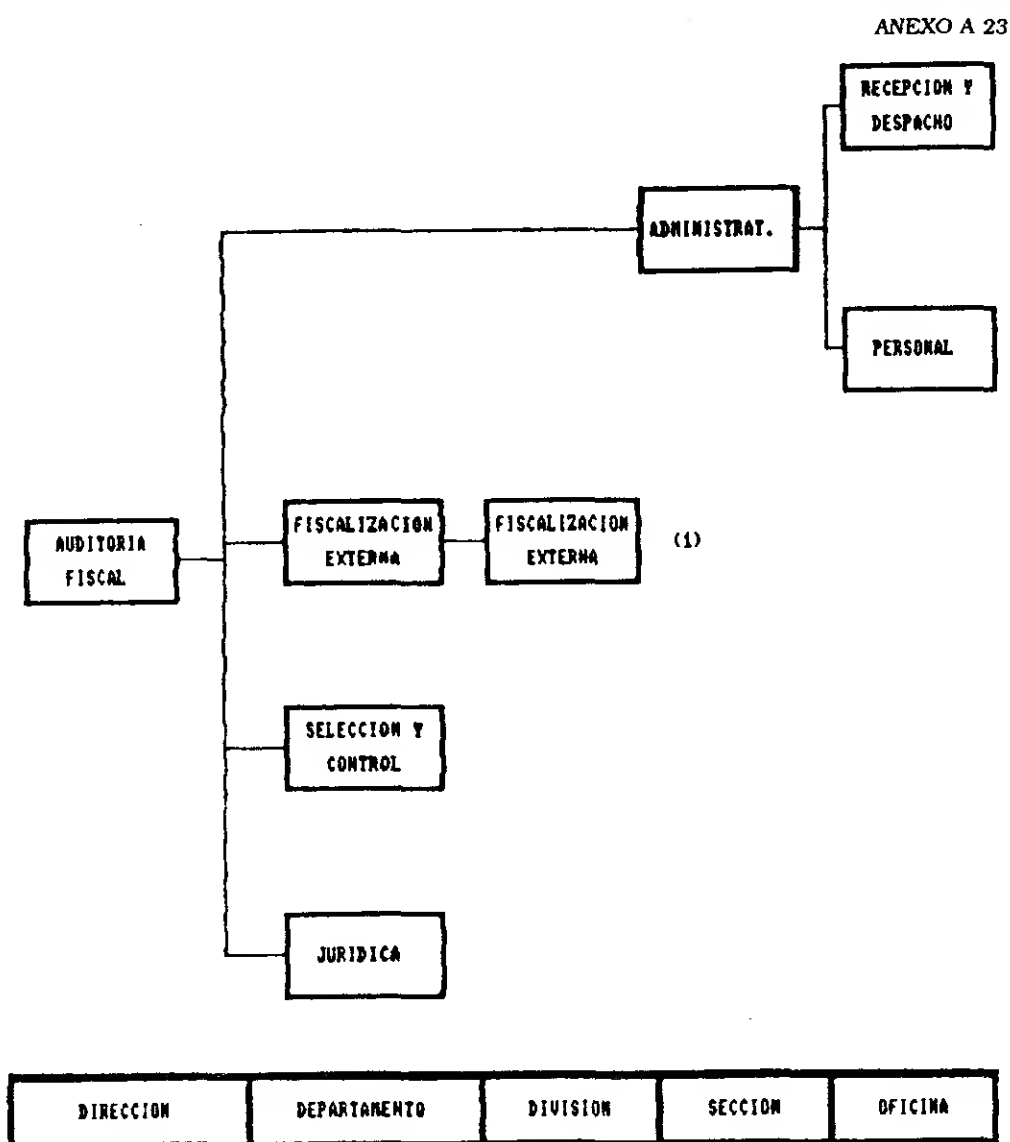 ANEXO A 23
RECEPCION Y
DESPACHO
ADMINISTRAT.
PERSONAL
AUDITORIA
FISCAL
FISCALIZACION
EXTERNA
FISCALIZACION
EXTERNA
(1)
SELECCION Y
CONTROL
JURIDICA
DIRECCION DEPARTAMENTO DIVISION SECCION OFICINA